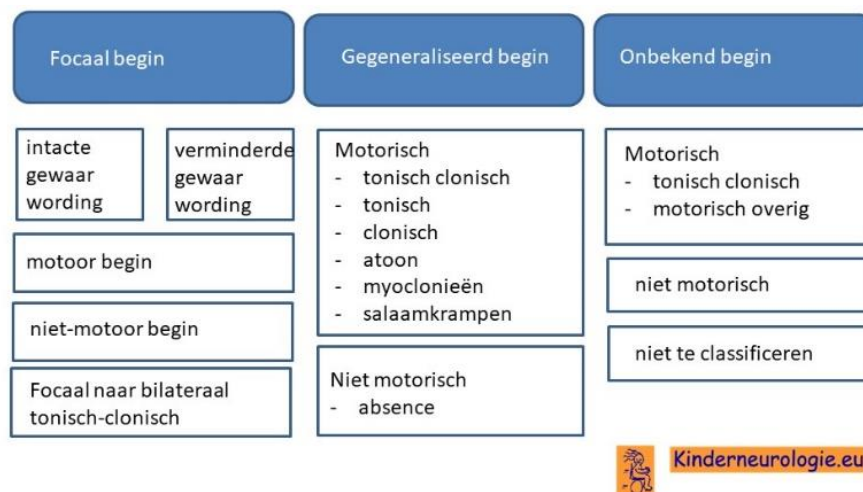 Focaal begin
intacte
gewaar
wording
verminderde
gewaar
wording
motoor begin
niet-motoor begin
Focaal naar bilateraal
tonisch-clonisch
Gegeneraliseerd begin
Motorisch
- tonisch clonisch
- tonisch
- clonisch
- atoon
- myoclonieën
- salaamkrampen
Niet motorisch
- absence
Onbekend begin
Motorisch
- tonisch clonisch
- motorisch overig
niet motorisch
niet te classificeren
Kinderneurologie.eu